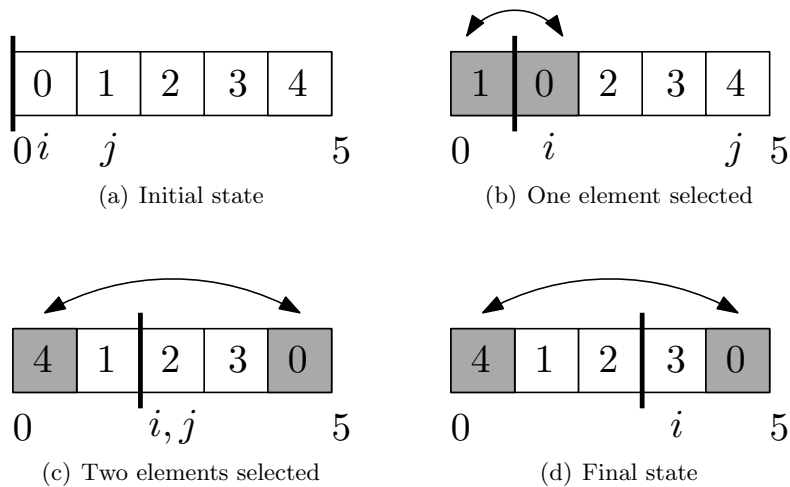 0 1 2 3 4
0 i j 5
(a) Initial state
1 0 2 3 4
0 i j 5
(b) One element selected
4 1 2 3 0
0 i, j 5
(c) Two elements selected
4 1 2 3 0
0 i 5
(d) Final state